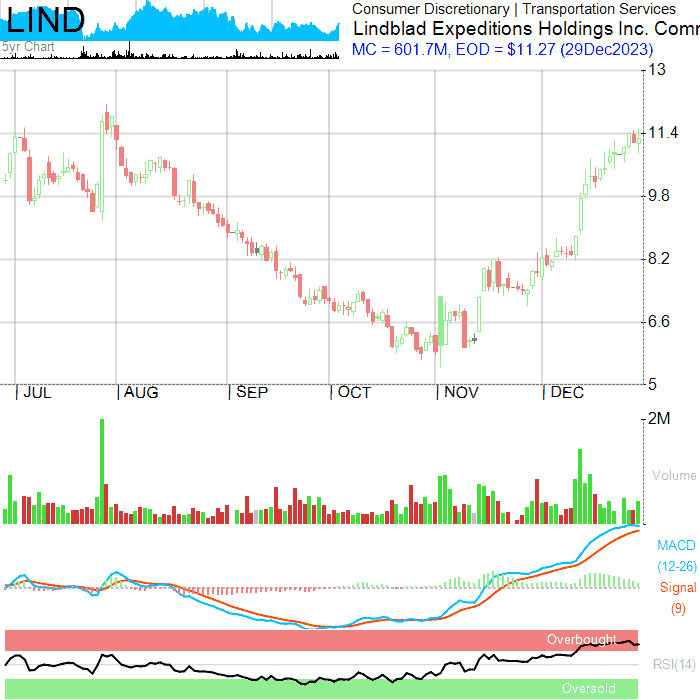 LIND
5yr Chart
Consumer Discretionary | Transportation Services
Lindblad Expeditions Holdings Inc. Comm
MC = 601.7M, EOD = $11.27 (29Dec2023)
13
11.4
9.8
8.2
6.6
5
JUL AUG SEP OCT NOV DEC
2M
Volume
MACD
(12-26)
Signal
(9)
Overbought
RSI(14)
Oversold